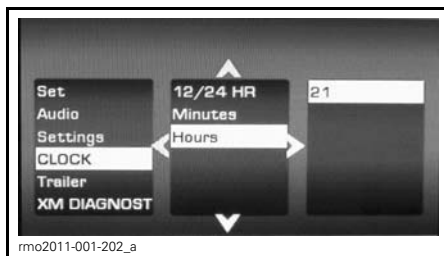 Set
Audio
Settings
CLOCK
Trailer
XM DIAGNOST
12/24 HR
Minutes
Hours
21
rmo2011-001-202_a